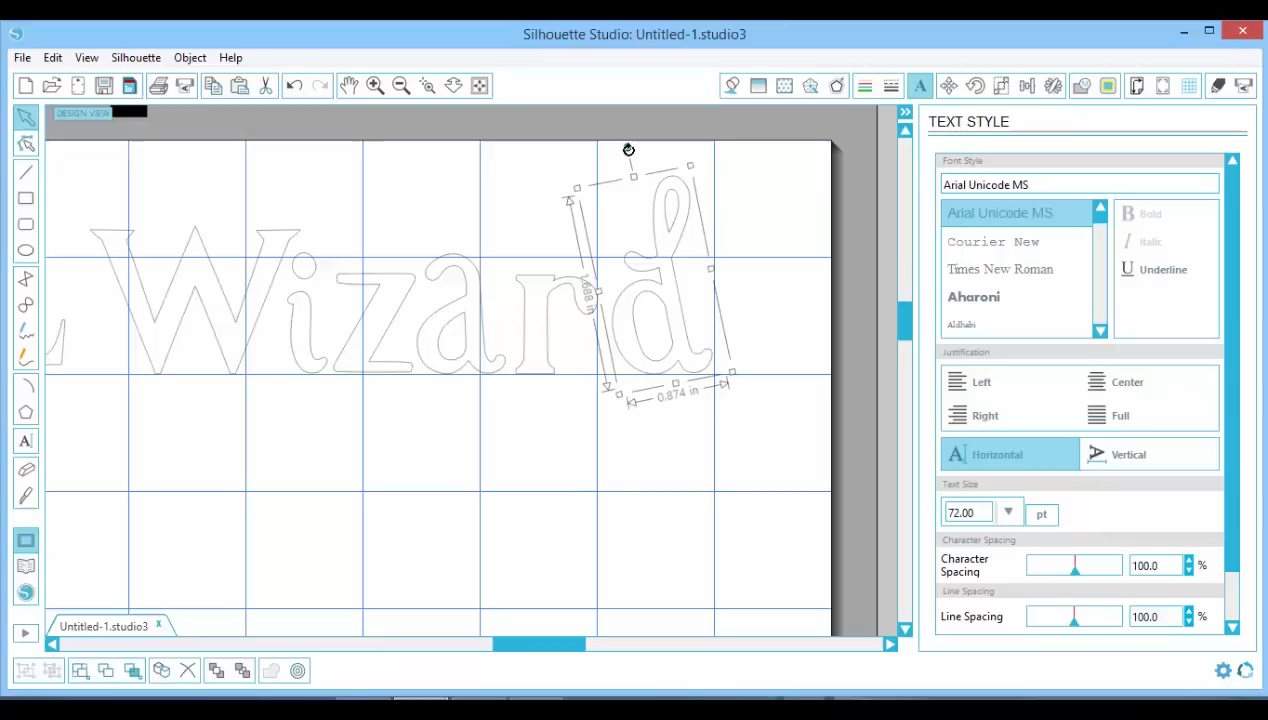 Silhouette Studio: Untitled-1.studio3
File Edit View Silhouette Object Help
DESIGN VIEW
TEXT STYLE
Font Style
Arial Unicode MS
Arial Unicode MS
Courier New
Times New Roman
Aharoni
Aldhabi
B Bold
I Italic
U Underline
Justification
Left
Center
Right
Full
Horizontal
Vertical
Text Size
72.00
pt
Character Spacing
Character Spacing
100.0 %
Line Spacing
Line Spacing
100.0 %
Wizard
1.688 in
0.874 in
Untitled-1.studio3 x